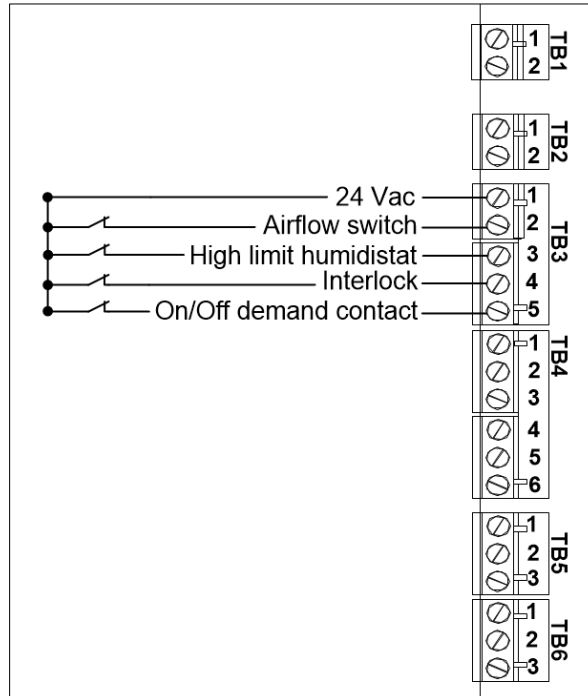 1
2
TB1
1
2
TB2
24 Vac
1
Airflow switch
2
TB3
High limit humidistat
3
Interlock
4
On/Off demand contact
5
1
TB4
2
3
4
5
6
1
2
TB5
3
1
2
TB6
3